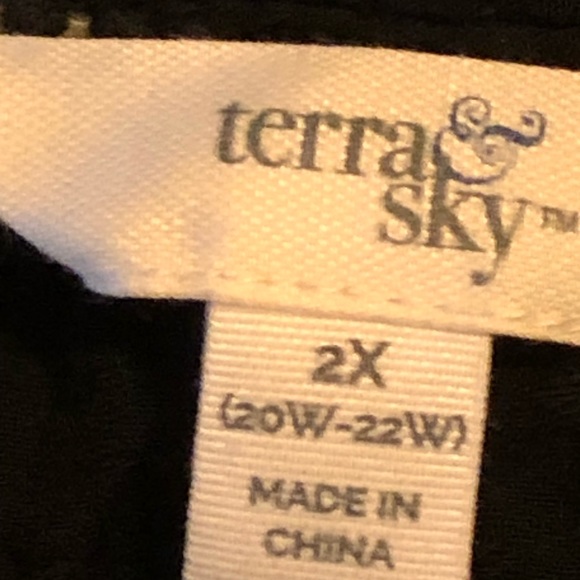 terra &
sky™
2X
(20W-22W)
MADE IN
CHINA